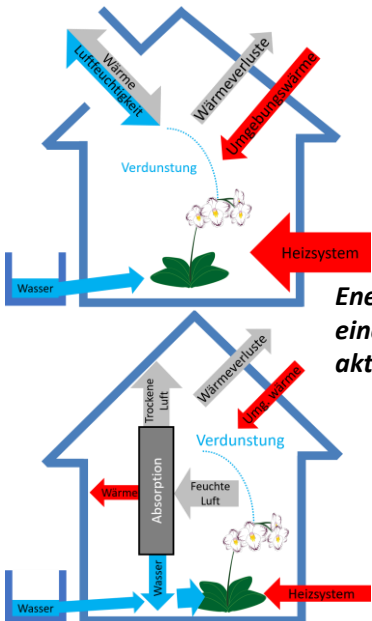 Wärme
Luftfeuchtigkeit
Wärmeverluste
Umgebungswärme
Verdunstung
Heizsystem
Wasser
Ene
eine
akt
Wärmeverluste
Umg. wärme
Trockene
Luft
Verdunstung
Absorption
Wärme
Feuchte
Luft
Wasser
Wasser
Heizsystem